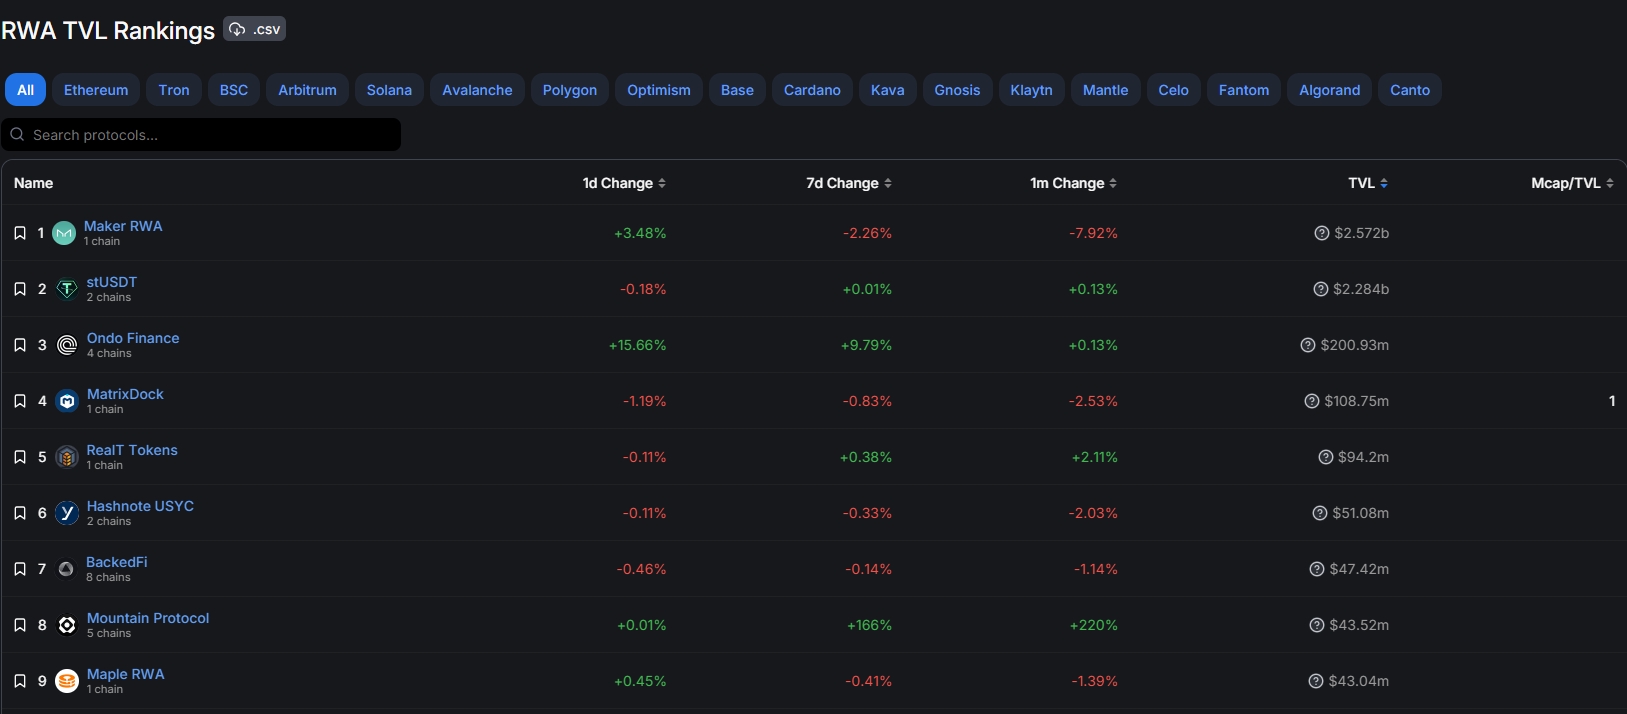 RWA TVL Rankings .csv
All Ethereum Tron BSC Arbitrum Solana Avalanche Polygon Optimism Base Cardano Kava Gnosis Klaytn Mantle Celo Fantom Algorand Canto
Search protocols...
Name 1d Change 7d Change 1m Change TVL Mcap/TVL
1 Maker RWA +3.48% -2.26% -7.92% ? $2.572b
1 chain
2 stUSDT -0.18% +0.01% +0.13% ? $2.284b
2 chains
3 Ondo Finance +15.66% +9.79% +0.13% ? $200.93m
4 chains
4 MatrixDock -1.19% -0.83% -2.53% ? $108.75m 1
1 chain
5 RealT Tokens -0.11% +0.38% +2.11% ? $94.2m
1 chain
6 Hashnote USYC -0.11% -0.33% -2.03% ? $51.08m
2 chains
7 BackedFi -0.46% -0.14% -1.14% ? $47.42m
8 chains
8 Mountain Protocol +0.01% +166% +220% ? $43.52m
5 chains
9 Maple RWA +0.45% -0.41% -1.39% ? $43.04m
1 chain